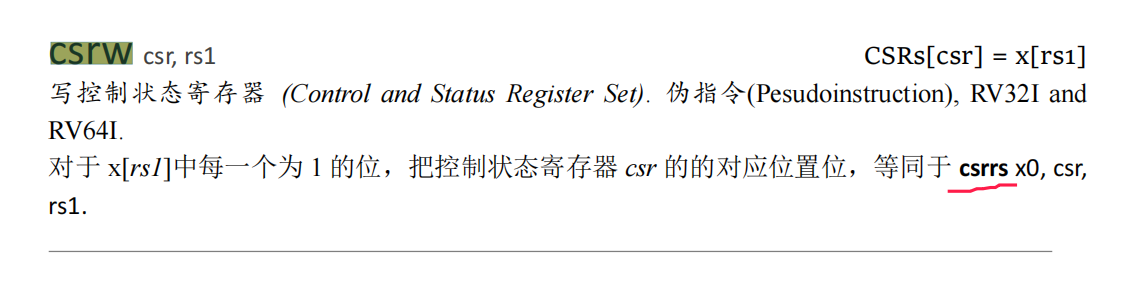 csrw csr, rs1 CSRs[csr] = x[rs1]
写控制状态寄存器 (Control and Status Register Set). 伪指令(Pesudoinstruction), RV32I and
RV64I.
对于 x[rs1]中每一个为 1 的位，把控制状态寄存器 csr 的的对应位置位，等同于 csrrs x0, csr,
rs1.